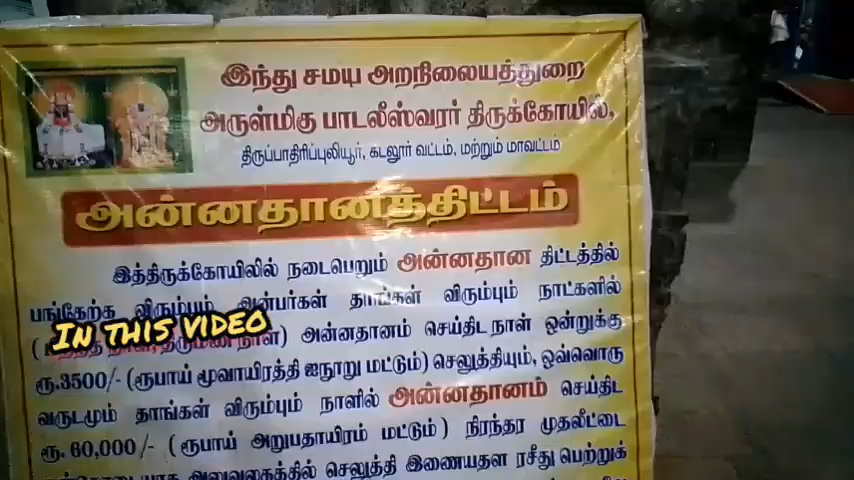 இந்து சமய அறநிலையத்துறை
அருள்மிகு பாடலீஸ்வரர் திருக்கோயில்,
திருப்பாதிரிப்புலியூர், கடலூர் வட்டம், மற்றும் மாவட்டம்
அன்னதானத்திட்டம்
இத்திருக்கோயிலில் நடைபெறும் அன்னதான திட்டத்தில்
பங்கேற்க விரும்பும் அன்பர்கள் தாங்கள் விரும்பும் நாட்களில்
அன்னதானம் செய்திட நாள் ஒன்றுக்கு
IN THIS VIDEO
ரூ.3500/- (ரூபாய் மூவாயிரத்தி ஐநூறு மட்டும்) செலுத்தியும், ஒவ்வொரு
வருடமும் தாங்கள் விரும்பும் நாளில் அன்னதானம் செய்திட
ரூ.60,000/- (ரூபாய் அறுபதாயிரம் மட்டும்), நிரந்தர முதலீட்டை
அலுவலகத்தில் செலுத்தி இணையதள ரசீது பெற்றுக்